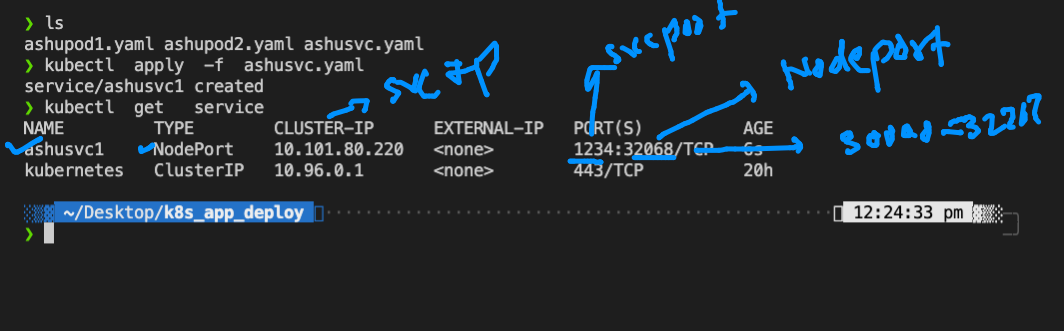 ❯ ls
ashupod1.yaml ashupod2.yaml ashusvc.yaml
❯ kubectl  apply  -f  ashusvc.yaml
service/ashusvc1 created
❯ kubectl  get   service
svc IP
svcport
Nodeport
NAME         TYPE        CLUSTER-IP      EXTERNAL-IP   PORT(S)          AGE
ashusvc1     NodePort    10.101.80.220   <none>        1234:32068/TCP   6s
kubernetes   ClusterIP   10.96.0.1       <none>        443/TCP          20h
~/Desktop/k8s_app_deploy 12:24:33 pm
❯